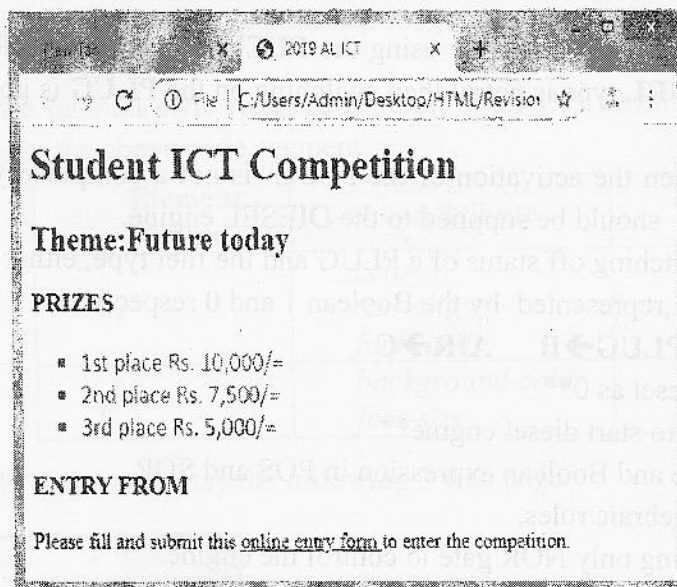 2019 AL ICT
C:/Users/Admin/Desktop/HTML/Revision
Student ICT Competition
Theme:Future today
PRIZES
1st place Rs. 10,000/=
2nd place Rs. 7,500/=
3rd place Rs. 5,000/=
ENTRY FROM
Please fill and submit this online entry form to enter the competition.